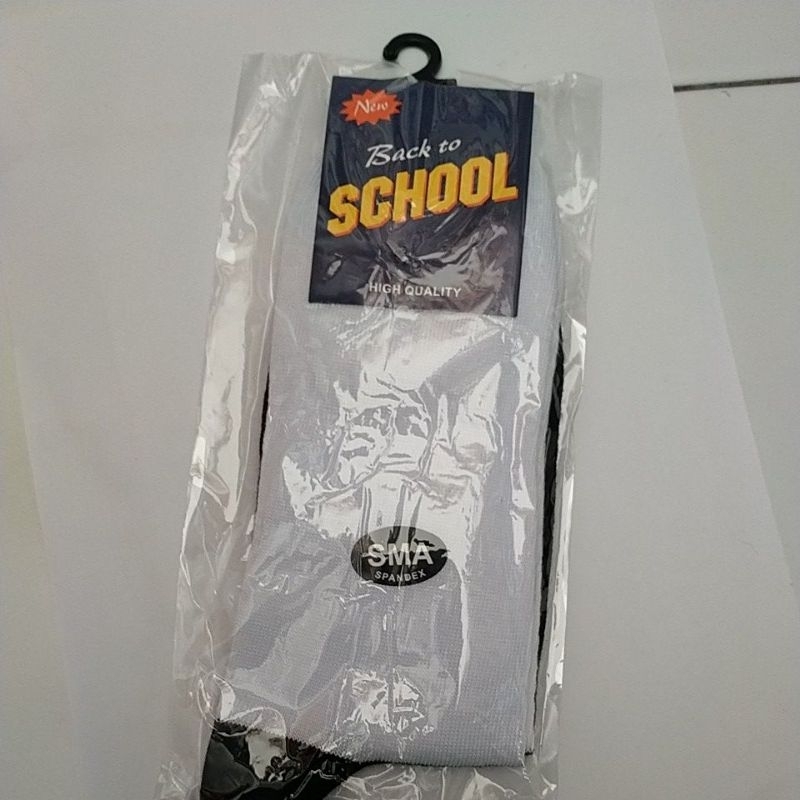 New
Back to
SCHOOL
HIGH QUALITY
SMA
SPANDEX